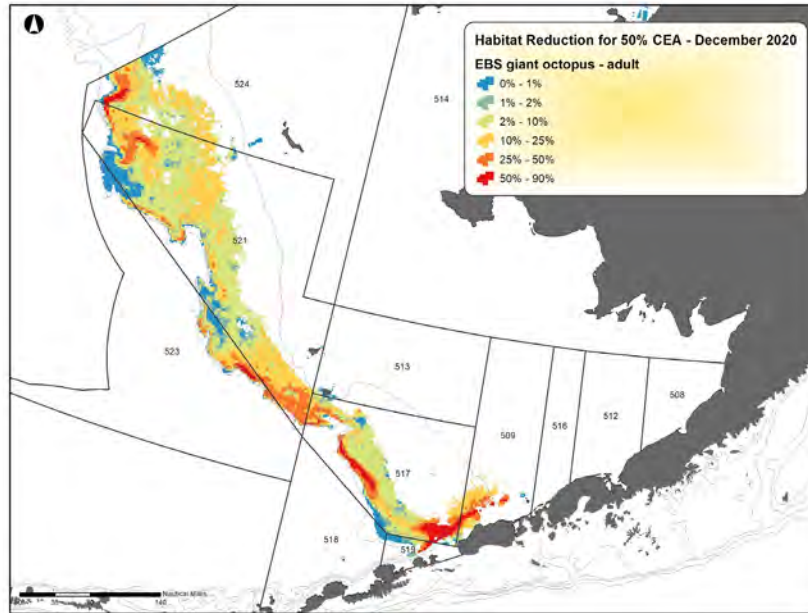 Habitat Reduction for 50% CEA - December 2020
EBS giant octopus - adult
0% - 1%
1% - 2%
2% - 10%
10% - 25%
25% - 50%
50% - 90%
524
514
521
523
513
509
516
512
508
517
518
519
Nautical Miles
140